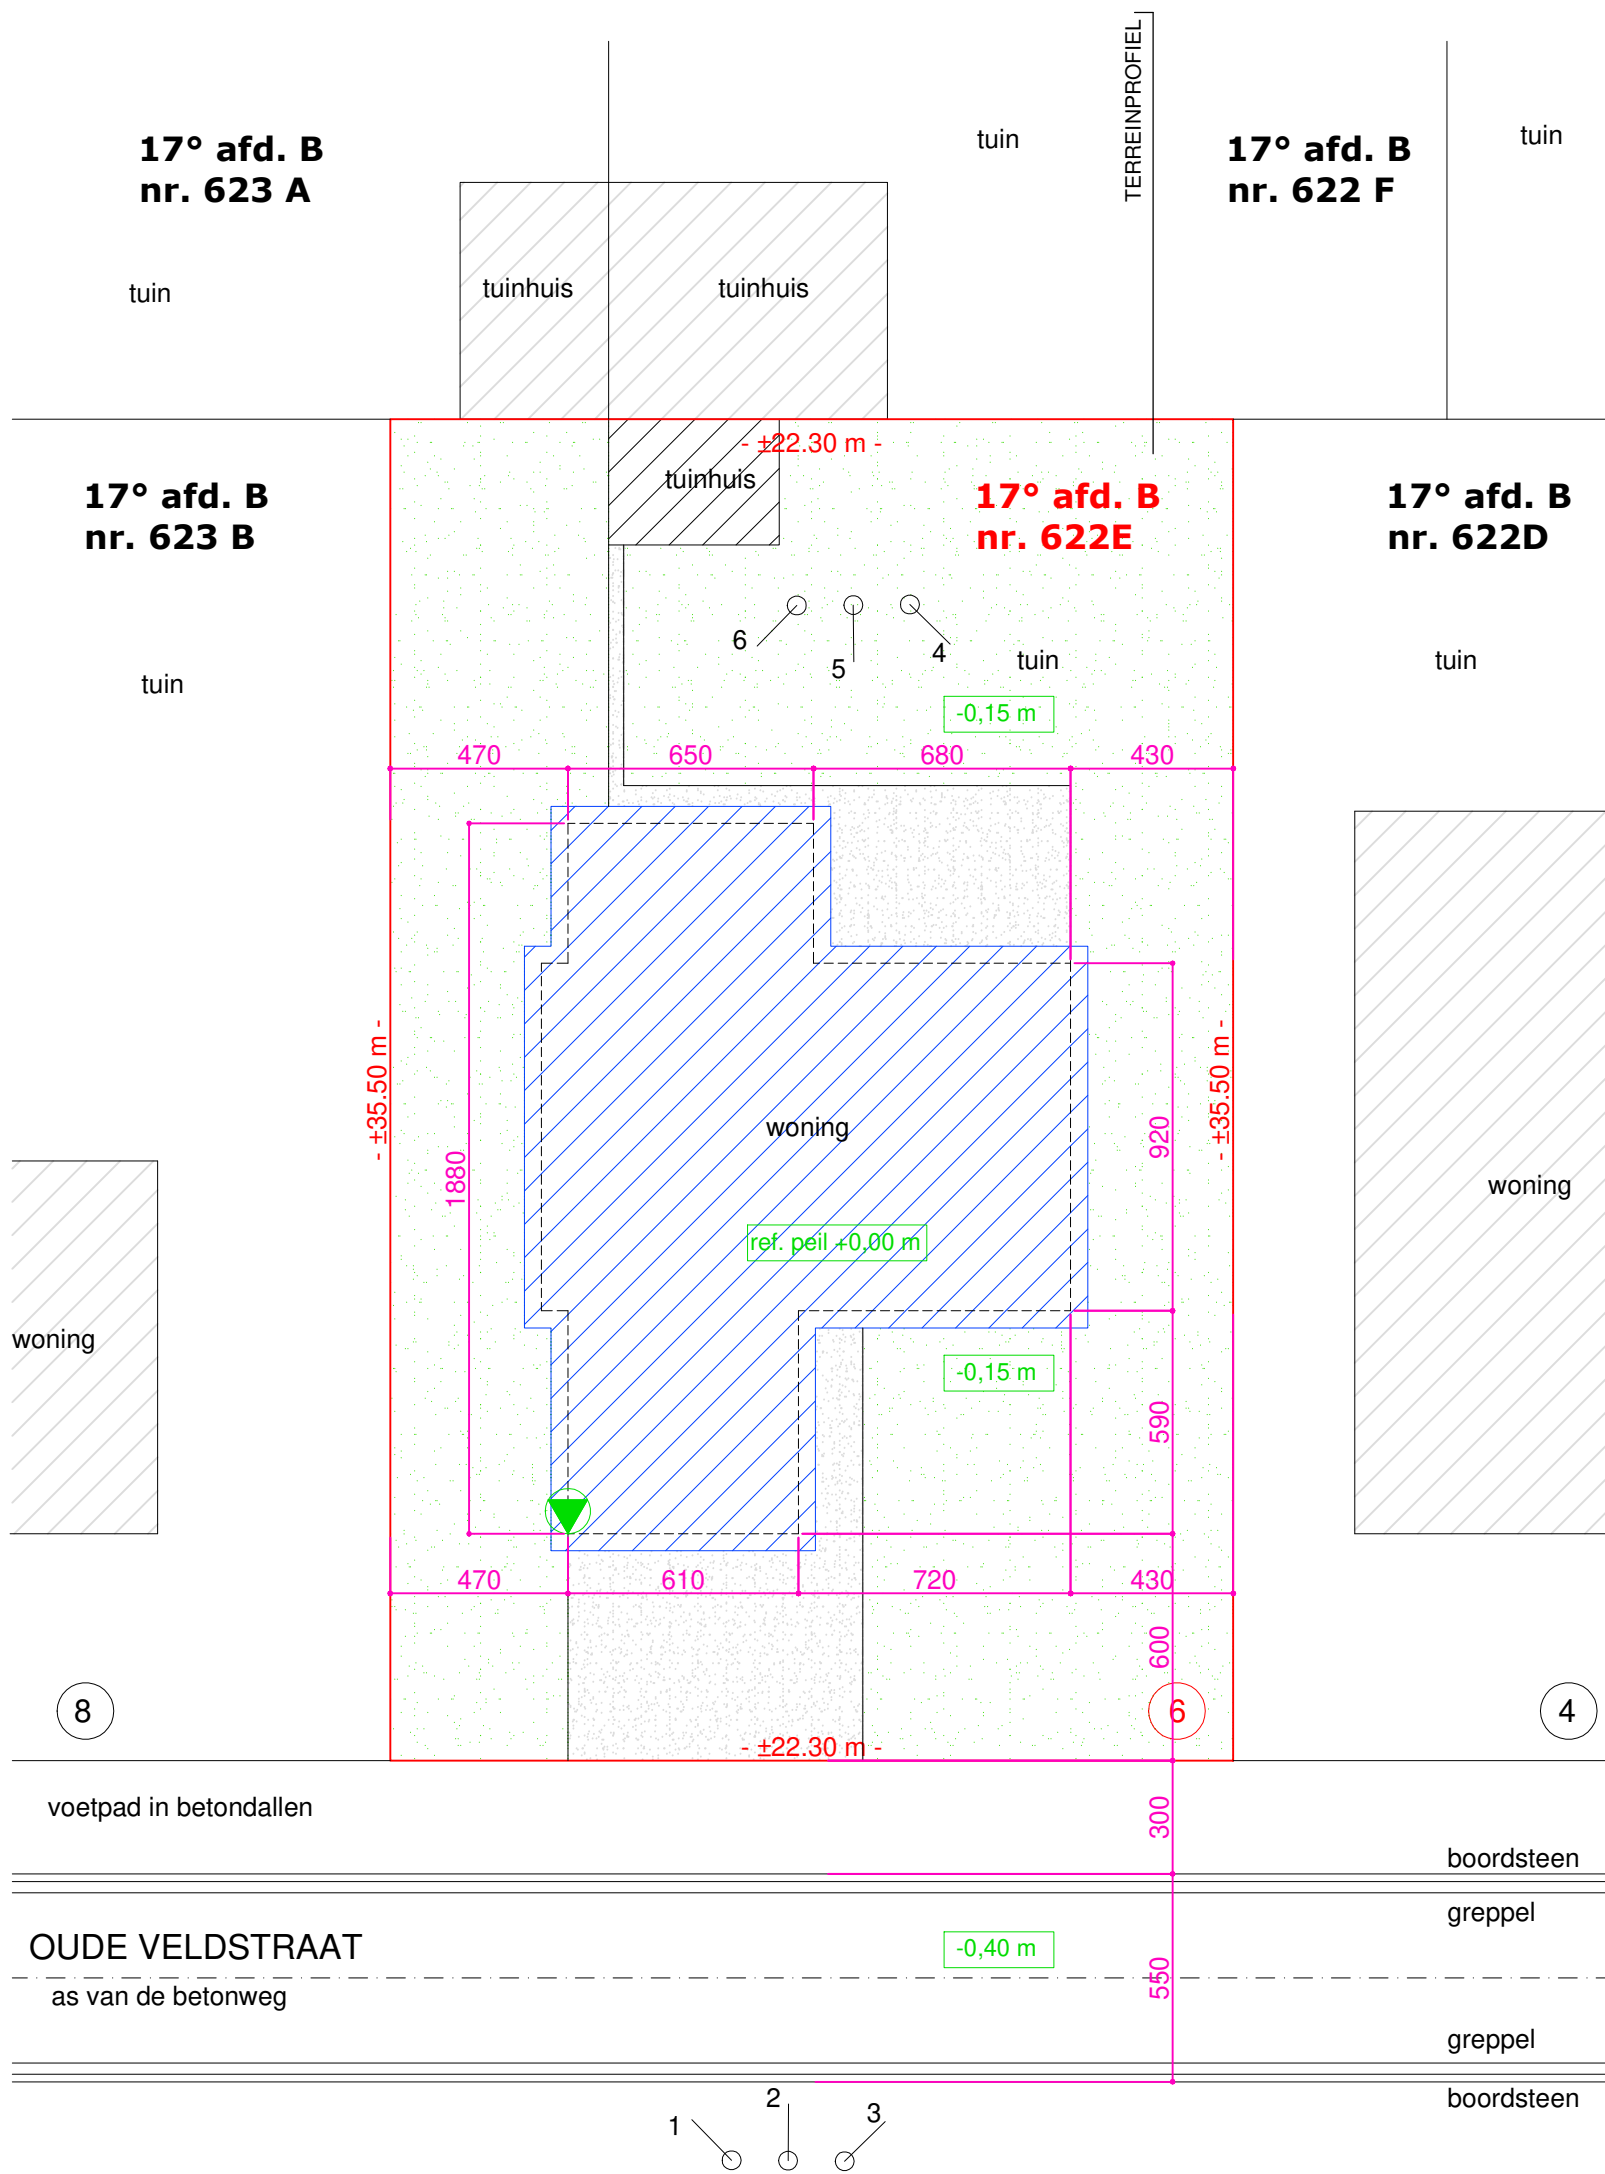 TERREINPROFIEL
17° afd. B
nr. 623 A
tuin
17° afd. B
nr. 622 F
tuin
tuin
tuinhuis
tuinhuis
- ±22.30 m -
tuinhuis
17° afd. B
nr. 623 B
17° afd. B
nr. 622E
17° afd. B
nr. 622D
6
5
4
tuin
tuin
tuin
-0,15 m
470
650
680
430
- ±35.50 m -
- ±35.50 m -
woning
920
1880
woning
ref. peil +0,00 m
woning
-0,15 m
590
470
610
720
430
600
8
6
4
- ±22.30 m -
voetpad in betondallen
300
boordsteen
greppel
OUDE VELDSTRAAT
-0,40 m
550
as van de betonweg
greppel
boordsteen
1
2
3